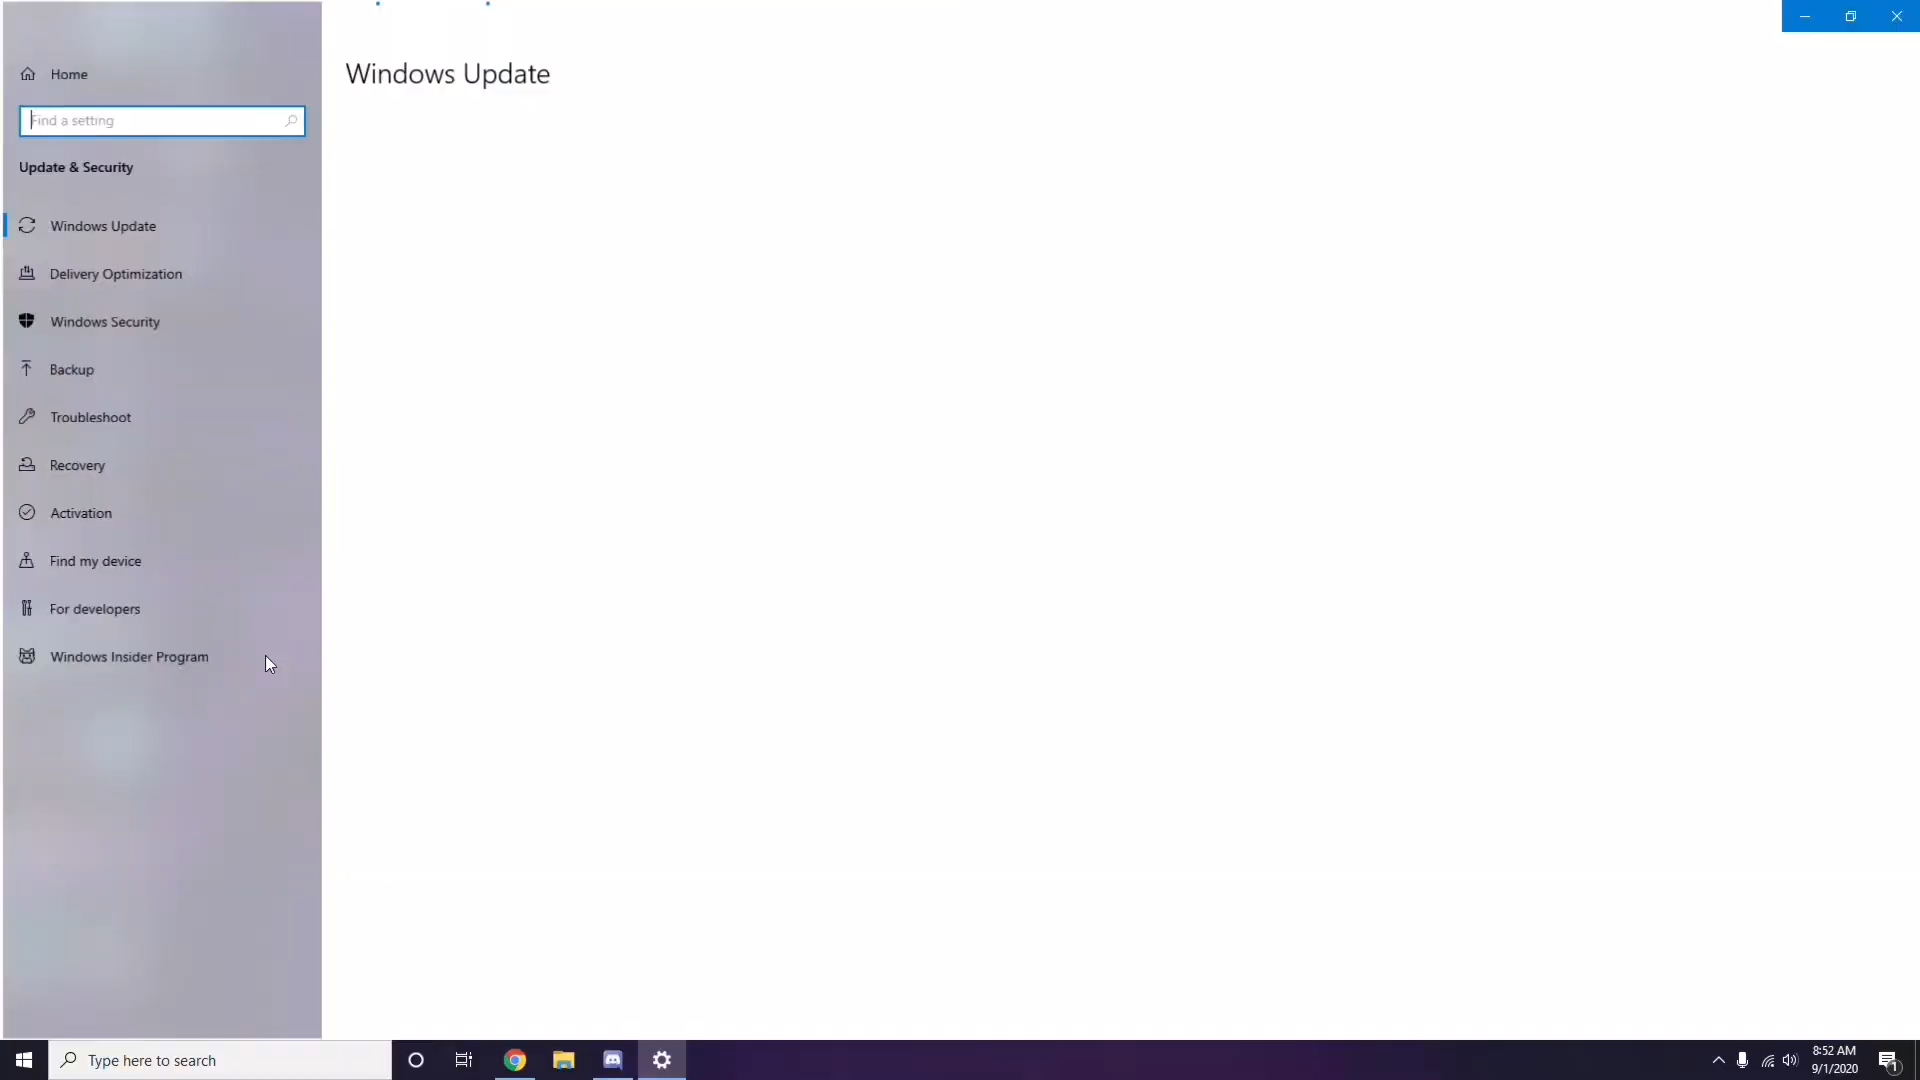 Home
Find a setting
Update & Security
Windows Update
Delivery Optimization
Windows Security
Backup
Troubleshoot
Recovery
Activation
Find my device
For developers
Windows Insider Program
Windows Update
Type here to search
8:52 AM
9/1/2020
1